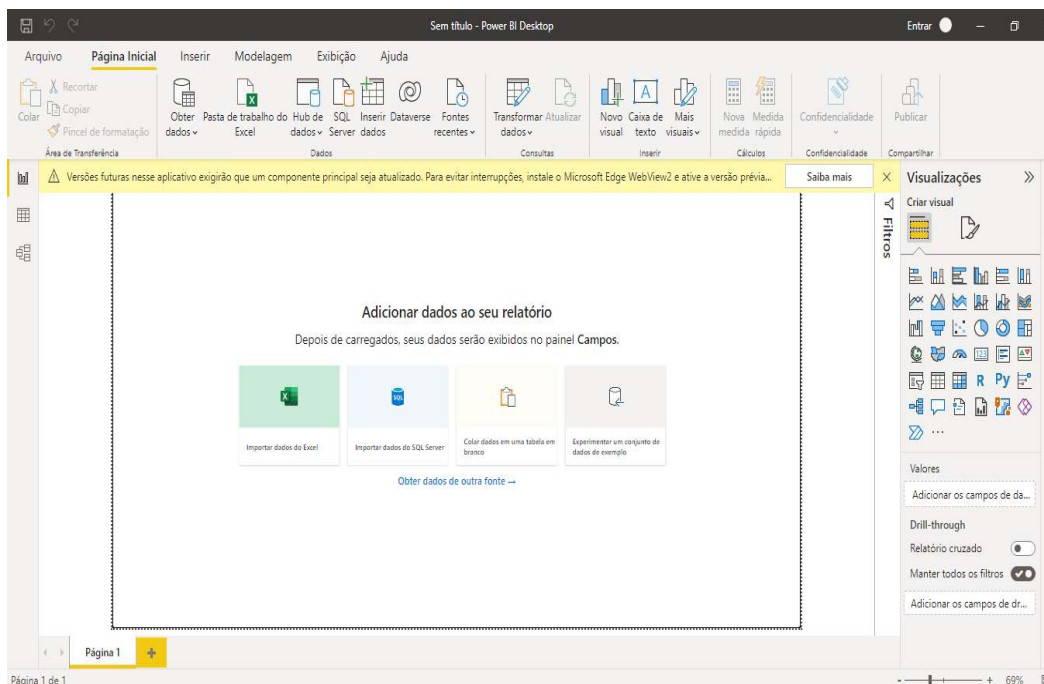 Sem título - Power BI Desktop
Entrar
Arquivo Página Inicial Inserir Modelagem Exibição Ajuda
Colar
Recortar
Copiar
Pincel de formatação
Área de Transferência
Obter dados
Pasta de trabalho do Excel
Hub de dados
SQL Server
Inserir dados
Dataverse
Fontes recentes
Dados
Transformar dados
Atualizar
Consultas
Novo visual
Caixa de texto
Mais visuais
Inserir
Nova medida
Medida rápida
Cálculos
Confidencialidade
Confidencialidade
Publicar
Compartilhar
Versões futuras nesse aplicativo exigirão que um componente principal seja atualizado. Para evitar interrupções, instale o Microsoft Edge WebView2 e ative a versão prévia...
Saiba mais
Filtros
Adicionar dados ao seu relatório
Depois de carregados, seus dados serão exibidos no painel Campos.
SQL
Importar dados do Excel
Importar dados do SQL Server
Colar dados em uma tabela em
branco
Experimentar um conjunto de
dados de exemplo
Obter dados de outra fonte →
Visualizações
Criar visual
123
R Py
...
Valores
Adicionar os campos de da...
Drill-through
Relatório cruzado
Manter todos os filtros
Adicionar os campos de dr...
Página 1
Página 1 de 1
69%